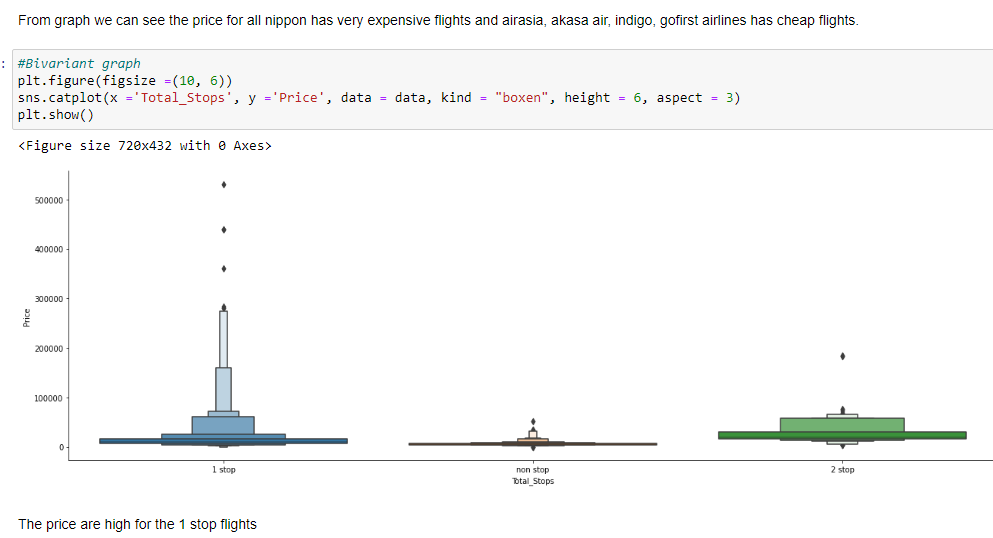 From graph we can see the price for all nippon has very expensive flights and airasia, akasa air, indigo, gofirst airlines has cheap flights.
: #Bivariant graph
plt.figure(figsize =(10, 6))
sns.catplot(x ='Total_Stops', y ='Price', data = data, kind = "boxen", height = 6, aspect = 3)
plt.show()
<Figure size 720x432 with 0 Axes>
500000
400000
300000
200000
100000
0
Price
1 stop
non stop
2 stop
Total_Stops
The price are high for the 1 stop flights